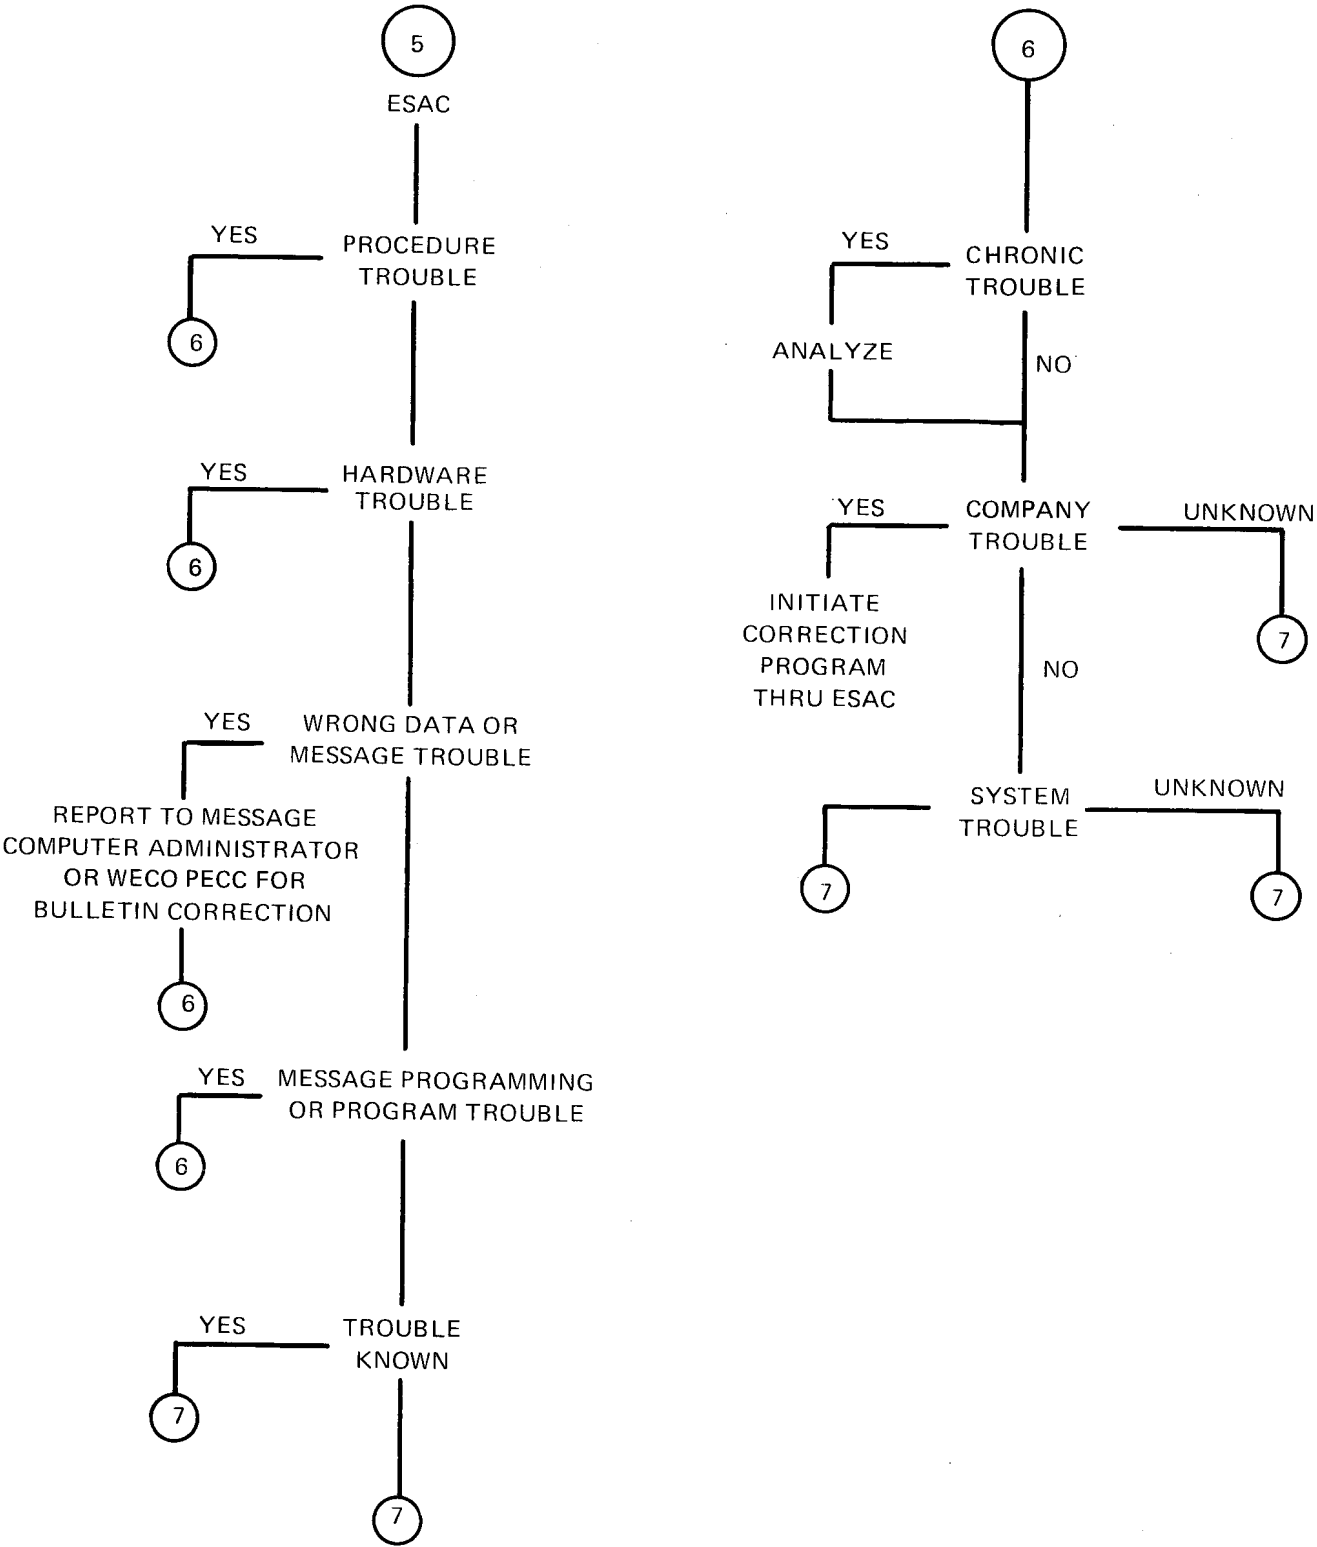 5
ESAC
YES
PROCEDURE
TROUBLE
6
YES
HARDWARE
TROUBLE
6
YES
WRONG DATA OR
MESSAGE TROUBLE
REPORT TO MESSAGE
COMPUTER ADMINISTRATOR
OR WECO PECC FOR
BULLETIN CORRECTION
6
YES
MESSAGE PROGRAMMING
OR PROGRAM TROUBLE
6
YES
TROUBLE
KNOWN
7
7
6
YES
CHRONIC
TROUBLE
ANALYZE
NO
YES
COMPANY
TROUBLE
UNKNOWN
INITIATE
CORRECTION
PROGRAM
THRU ESAC
7
NO
SYSTEM
TROUBLE
UNKNOWN
7
7